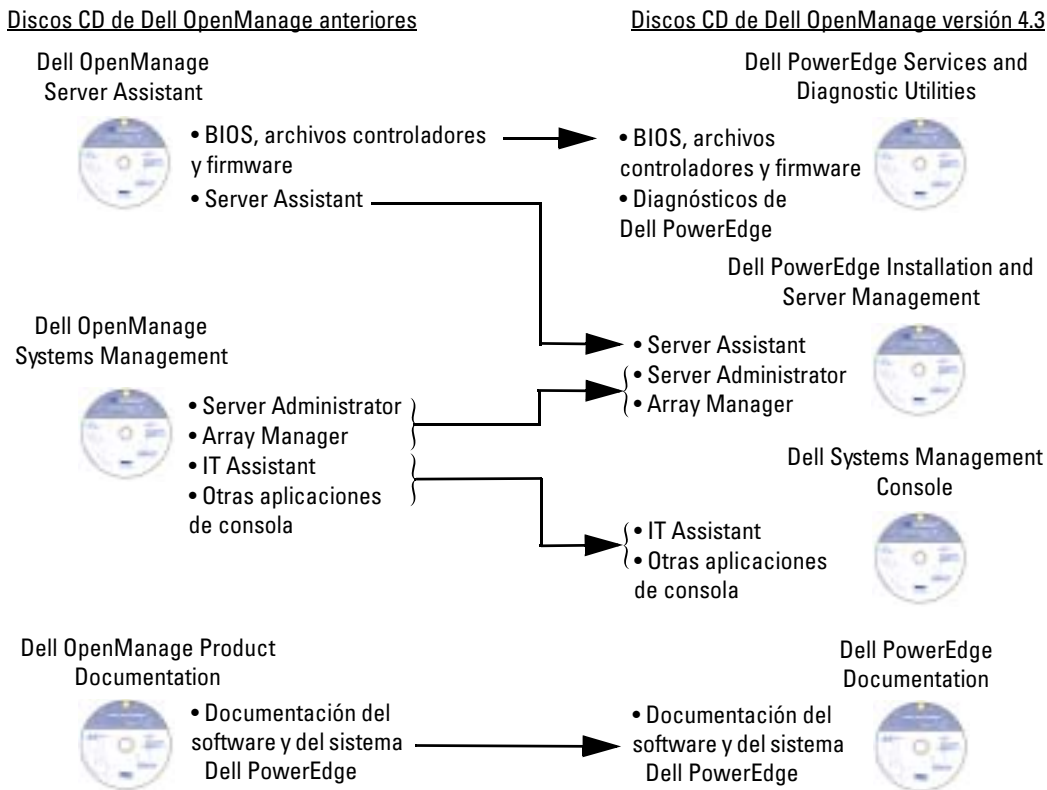 Discos CD de Dell OpenManage anteriores
Discos CD de Dell OpenManage versión 4.3
Dell OpenManage
Server Assistant
• BIOS, archivos controladores
y firmware
• Server Assistant
Dell PowerEdge Services and
Diagnostic Utilities
• BIOS, archivos
controladores y firmware
• Diagnósticos de
Dell PowerEdge
Dell PowerEdge Installation and
Server Management
• Server Assistant
• Server Administrator
• Array Manager
Dell OpenManage
Systems Management
• Server Administrator
• Array Manager
• IT Assistant
• Otras aplicaciones
de consola
Dell Systems Management
Console
• IT Assistant
• Otras aplicaciones
de consola
Dell OpenManage Product
Documentation
• Documentación del
software y del sistema
Dell PowerEdge
Dell PowerEdge
Documentation
• Documentación del
software y del sistema
Dell PowerEdge